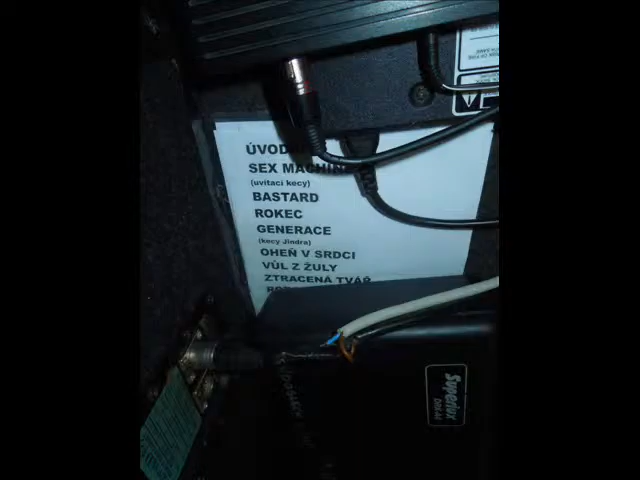 ÚVOD
SEX MACHINE
(uvítací kecy)
BASTARD
ROKEC
GENERACE
(kecy Jindra)
OHEŇ V SRDCI
VŮL Z ŽULY
ZTRACENÁ TVÁŘ
Superlux